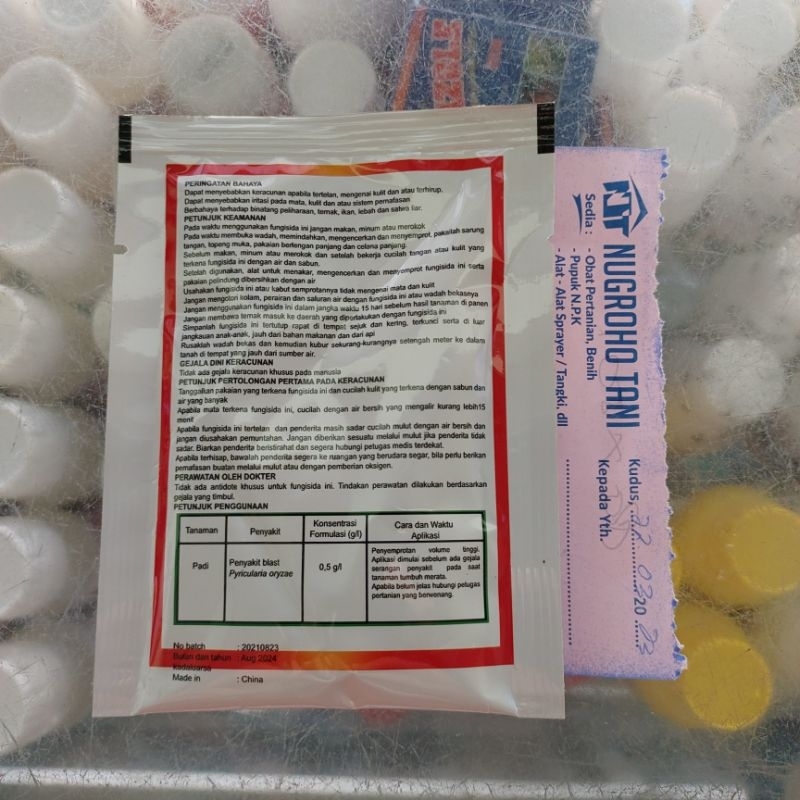 PERINGATAN BAHAYA
Dapat menyebabkan keracunan apabila tertelan, mengenai kulit dan atau terhirup.
Dapat menyebabkan iritasi pada mata, kulit dan atau sistem pernafasan
Berbahaya terhadap binatang peliharaan, ternak, ikan, lebah dan satwa liar.
PETUNJUK KEAMANAN
Pada waktu menggunakan fungisida ini jangan makan, minum atau merokok
Pada waktu membuka wadah, memindahkan, mengencerkan dan menyemprot, pakailah sarung
tangan, topeng muka, pakaian berlengan panjang dan celana panjang.
Sebelum makan, minum atau merokok dan setelah bekerja cucilah tangan atau kulit yang
terkena fungisida ini dengan air dan sabun.
Setelah digunakan, alat untuk menakar, mengencerkan dan menyemprot fungisida ini serta
pakaian pelindung dibersihkan dengan air
Usahakan fungisida ini atau kabut semprotannya tidak mengenai mata dan kulit
Jangan mengotori kolam, perairan dan saluran air dengan fungisida ini atau wadah bekasnya
Jangan menggunakan fungisida ini dalam jangka waktu 15 hari sebelum hasil tanaman di panen
Jangan membawa ternak masuk ke daerah yang diperlakukan dengan fungisida ini
Simpanlah fungisida ini tertutup rapat di tempat sejuk dan kering, terkunci serta di luar
jangkauan anak-anak, jauh dari bahan makanan dan dari api
Rusaklah wadah bekas dan kemudian kubur sekurang-kurangnya setengah meter ke dalam
tanah di tempat yang jauh dari sumber air.
GEJALA DINI KERACUNAN
Tidak ada gejala keracunan khusus pada manusia
PETUNJUK PERTOLONGAN PERTAMA PADA KERACUNAN
Tanggalkan pakaian yang terkena fungisida ini dan cucilah kulit yang terkena dengan sabun dan
air yang banyak
Apabila mata terkena fungisida ini, cucilah dengan air bersih yang mengalir kurang lebih15
menit
Apabila fungisida ini tertelan dan penderita masih sadar cucilah mulut dengan air bersih dan
jangan diusahakan pemuntahan. Jangan diberikan sesuatu melalui mulut jika penderita tidak
sadar. Biarkan penderita beristirahat dan segera hubungi petugas medis terdekat.
Apabila terhisap, bawalah penderita segera ke ruangan yang berudara segar, bila perlu berikan
pernafasan buatan melalui mulut atau dengan pemberian oksigen.
PERAWATAN OLEH DOKTER
Tidak ada antidote khusus untuk fungisida ini. Tindakan perawatan dilakukan berdasarkan
gejala yang timbul.
PETUNJUK PENGGUNAAN
Tanaman Penyakit Konsentrasi Formulasi (g/l) Cara dan Waktu Aplikasi
Padi
Penyakit blast
Pyricularia oryzae
0,5 g/l
Penyemprotan volume tinggi.
Aplikasi dimulai sebelum ada gejala
serangan penyakit pada saat
tanaman tumbuh merata.
Apabila belum jelas hubungi petugas
pertanian yang berwenang.
No batch : 20210823
Bulan dan tahun : Aug 2024
kadaluarsa
Made in : China
NT NUGROHO TANI
Sedia : - Obat Pertanian, Benih
- Pupuk N.P.K
- Alat - Alat Sprayer / Tangki, dll
Kudus, 22 03 20 23
Kepada Yth.